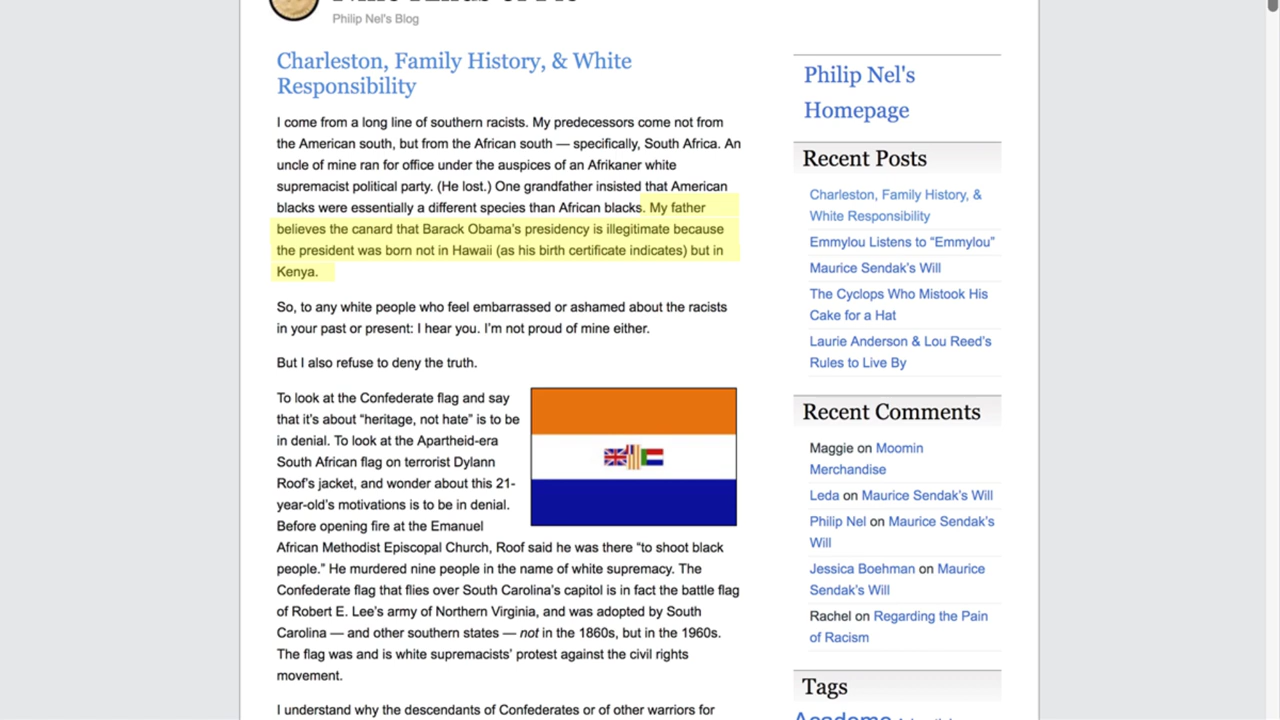 Philip Nel's Blog
Charleston, Family History, & White
Responsibility
I come from a long line of southern racists. My predecessors come not from
the American south, but from the African south — specifically, South Africa. An
uncle of mine ran for office under the auspices of an Afrikaner white
supremacist political party. (He lost.) One grandfather insisted that American
blacks were essentially a different species than African blacks. My father
believes the canard that Barack Obama’s presidency is illegitimate because
the president was born not in Hawaii (as his birth certificate indicates) but in
Kenya.
So, to any white people who feel embarrassed or ashamed about the racists
in your past or present: I hear you. I’m not proud of mine either.
But I also refuse to deny the truth.
To look at the Confederate flag and say
that it’s about “heritage, not hate” is to be
in denial. To look at the Apartheid-era
South African flag on terrorist Dylann
Roof’s jacket, and wonder about this 21-
year-old’s motivations is to be in denial.
Before opening fire at the Emanuel
African Methodist Episcopal Church, Roof said he was there “to shoot black
people.” He murdered nine people in the name of white supremacy. The
Confederate flag that flies over South Carolina’s capitol is in fact the battle flag
of Robert E. Lee’s army of Northern Virginia, and was adopted by South
Carolina — and other southern states — not in the 1860s, but in the 1960s.
The flag was and is white supremacists’ protest against the civil rights
movement.
I understand why the descendants of Confederates or of other warriors for
Philip Nel's
Homepage
Recent Posts
Charleston, Family History, &
White Responsibility
Emmylou Listens to “Emmylou”
Maurice Sendak’s Will
The Cyclops Who Mistook His
Cake for a Hat
Laurie Anderson & Lou Reed’s
Rules to Live By
Recent Comments
Maggie on Moomin
Merchandise
Leda on Maurice Sendak’s Will
Philip Nel on Maurice Sendak’s
Will
Jessica Boehman on Maurice
Sendak’s Will
Rachel on Regarding the Pain
of Racism
Tags